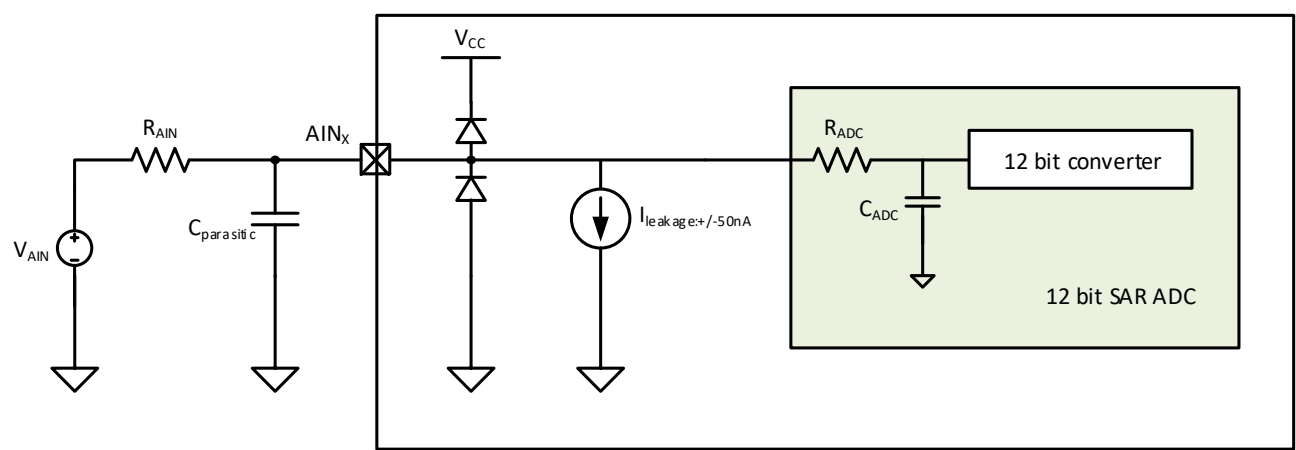 V_CC
R_AIN
AIN_X
R_ADC
12 bit converter
C_ADC
C_parasitic
I_leakage:+/-50nA
V_AIN
+
−
12 bit SAR ADC